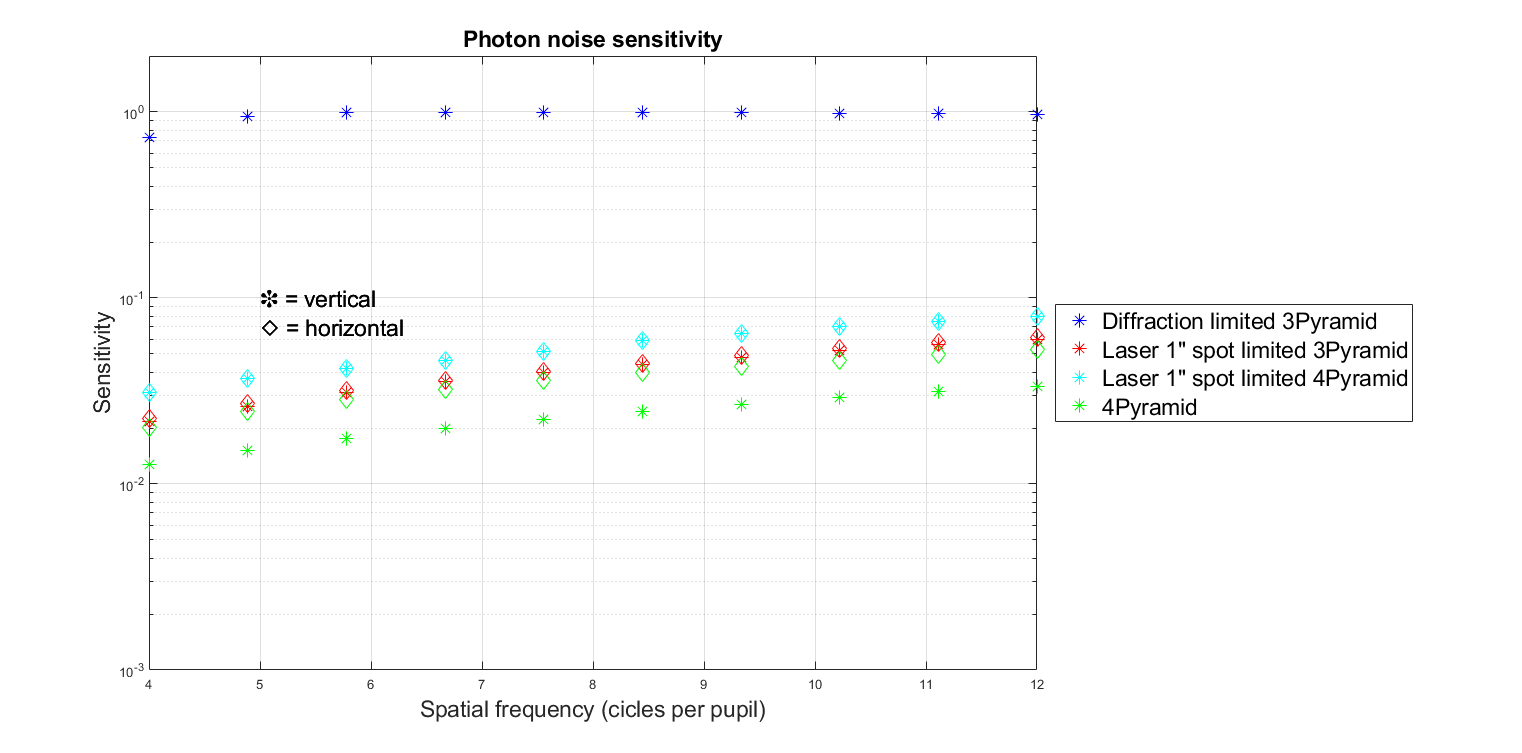 Photon noise sensitivity
10^0
10^-1
10^-2
10^-3
Sensitivity
✻ = vertical
◇ = horizontal
4 5 6 7 8 9 10 11 12
Spatial frequency (cicles per pupil)
Diffraction limited 3Pyramid
Laser 1" spot limited 3Pyramid
Laser 1" spot limited 4Pyramid
4Pyramid